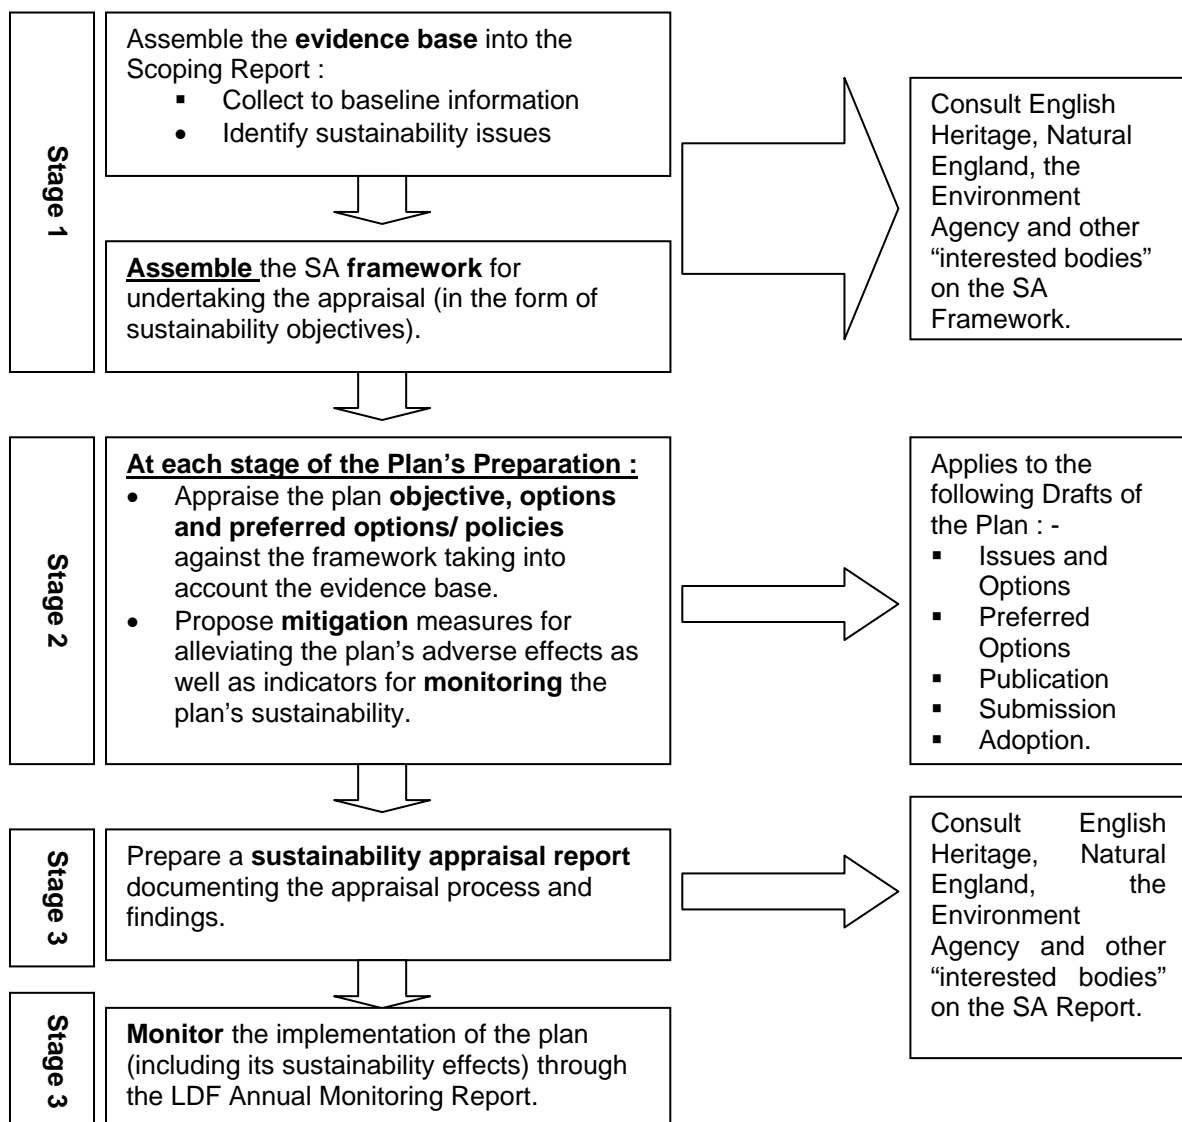 Stage 1
Assemble the evidence base into the
Scoping Report :
▪ Collect to baseline information
• Identify sustainability issues
Consult English
Heritage, Natural
England, the
Environment
Agency and other
“interested bodies”
on the SA
Framework.
Assemble the SA framework for
undertaking the appraisal (in the form of
sustainability objectives).
Stage 2
At each stage of the Plan’s Preparation :
• Appraise the plan objective, options
and preferred options/ policies
against the framework taking into
account the evidence base.
• Propose mitigation measures for
alleviating the plan’s adverse effects as
well as indicators for monitoring the
plan’s sustainability.
Applies to the
following Drafts of
the Plan : -
▪ Issues and
Options
▪ Preferred
Options
▪ Publication
▪ Submission
▪ Adoption.
Stage 3
Prepare a sustainability appraisal report
documenting the appraisal process and
findings.
Consult English
Heritage, Natural
England, the
Environment
Agency and other
“interested bodies”
on the SA Report.
Stage 3
Monitor the implementation of the plan
(including its sustainability effects) through
the LDF Annual Monitoring Report.